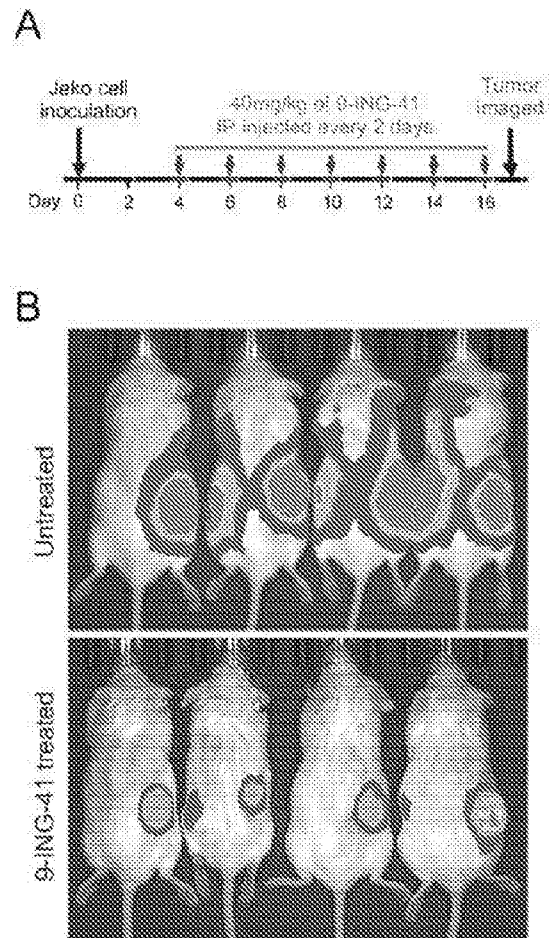 A
Jeko cell
inoculation
40mg/kg of 9-ING-41
IP injected every 2 days
Tumor
imaged
Day 0 2 4 6 8 10 12 14 16
B
Untreated
9-ING-41 treated